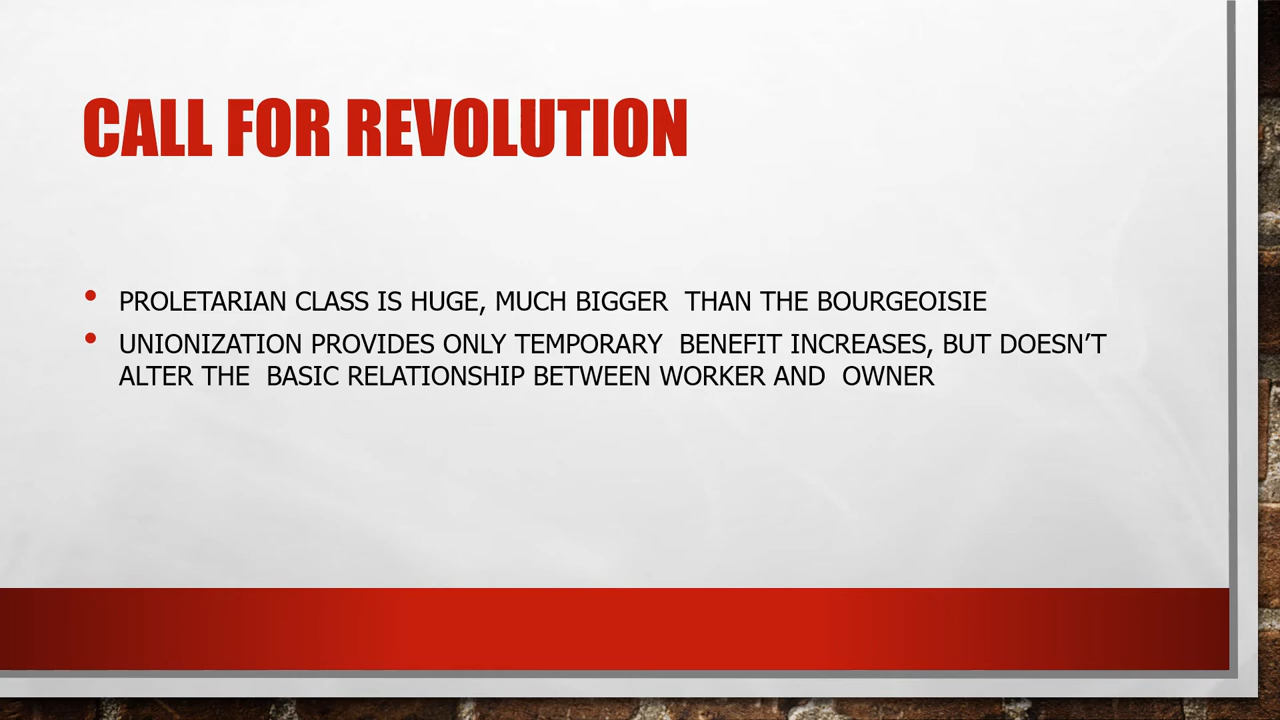 CALL FOR REVOLUTION
• PROLETARIAN CLASS IS HUGE, MUCH BIGGER  THAN THE BOURGEOISIE
• UNIONIZATION PROVIDES ONLY TEMPORARY  BENEFIT INCREASES, BUT DOESN’T
ALTER THE  BASIC RELATIONSHIP BETWEEN WORKER AND  OWNER